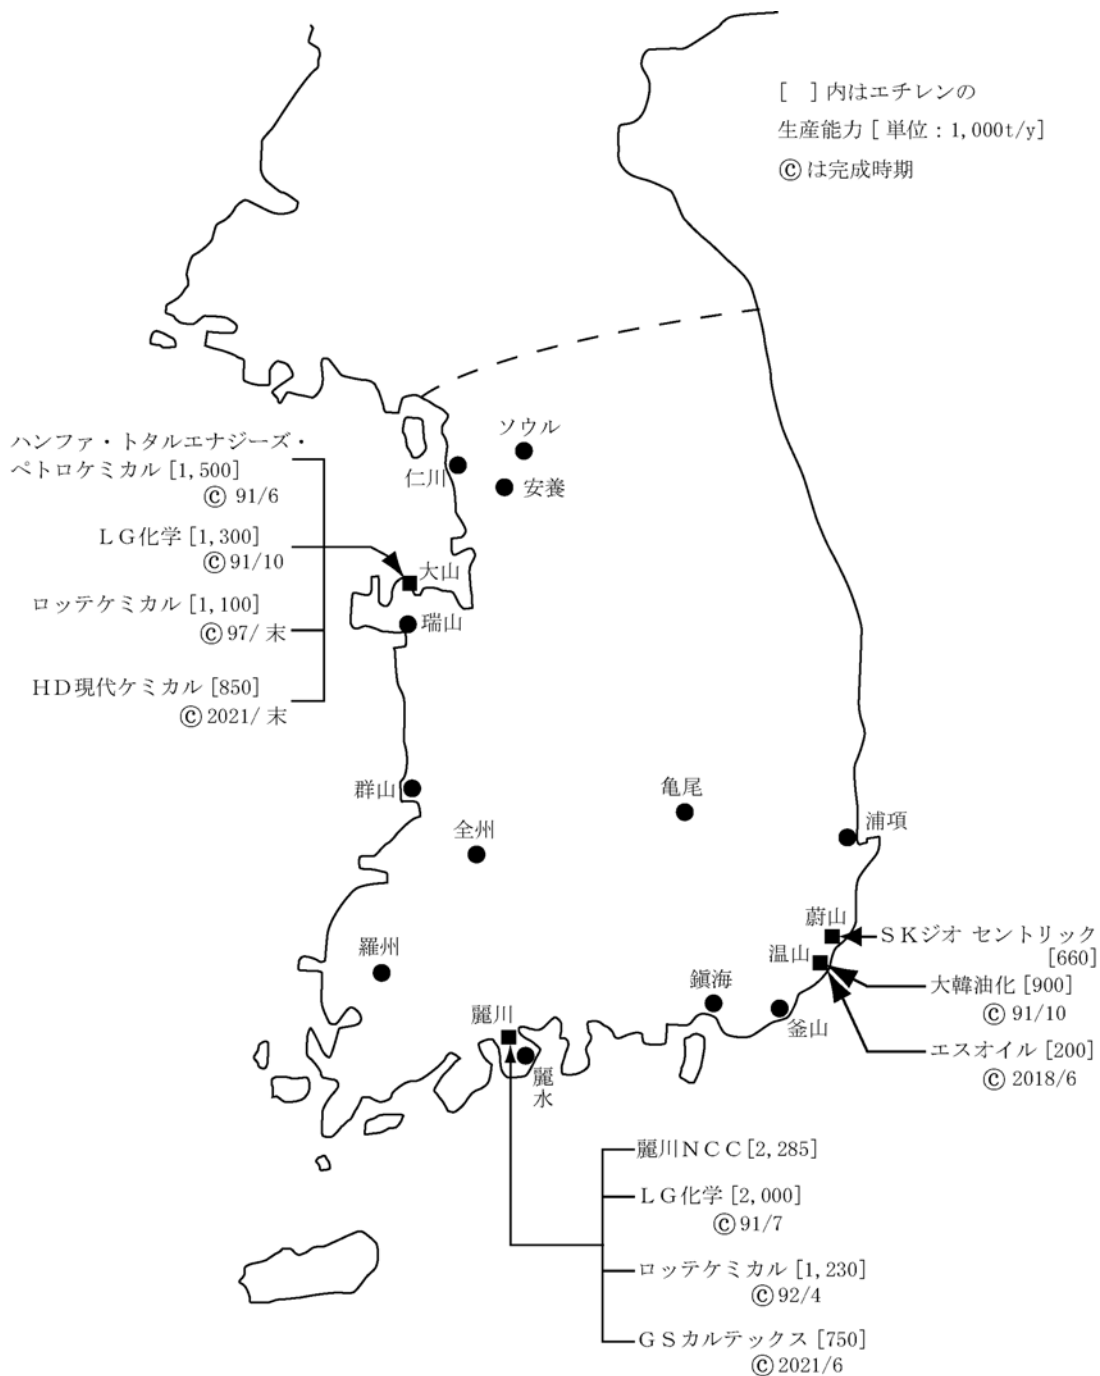 [　]内はエチレンの
生産能力[単位：1,000t/y]
Ⓒは完成時期
ソウル
仁川
安養
ハンファ・トタルエナジーズ・
ペトロケミカル[1,500]
Ⓒ 91/6
ＬＧ化学[1,300]
Ⓒ91/10
ロッテケミカル[1,100]
Ⓒ97/末
ＨＤ現代ケミカル[850]
Ⓒ2021/末
大山
瑞山
群山
全州
亀尾
浦項
羅州
蔚山
ＳＫジオ セントリック
[660]
温山
大韓油化[900]
Ⓒ 91/10
エスオイル[200]
Ⓒ 2018/6
鎮海
釜山
麗川
麗水
麗川ＮＣＣ[2,285]
ＬＧ化学[2,000]
Ⓒ91/7
ロッテケミカル[1,230]
Ⓒ92/4
ＧＳカルテックス[750]
Ⓒ2021/6